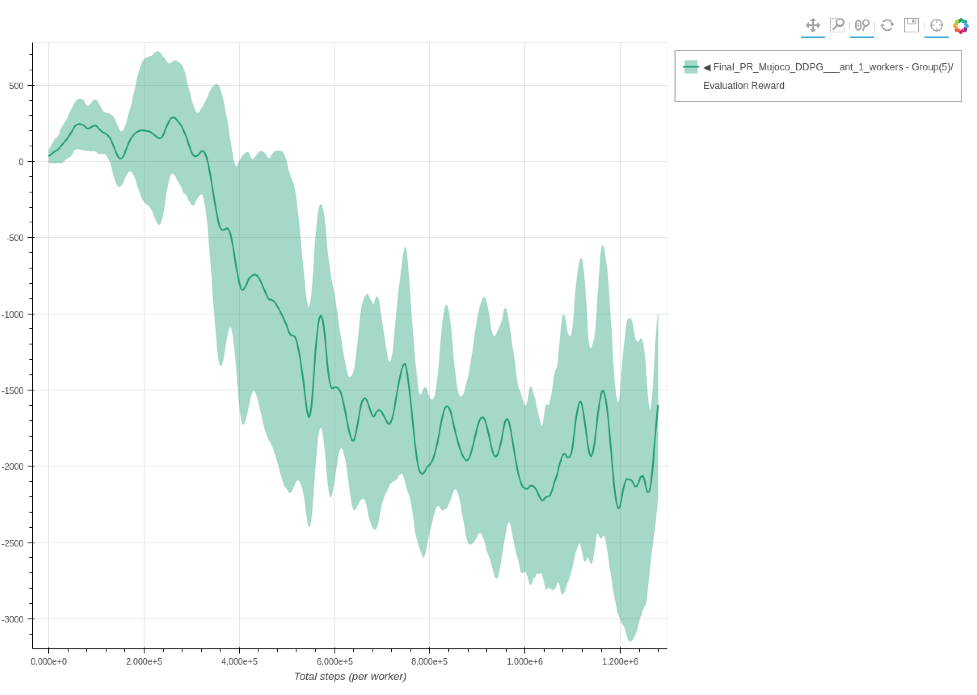 ◀ Final_PR_Mujoco_DDPG___ant_1_workers - Group(5)/
Evaluation Reward
500
0
-500
-1000
-1500
-2000
-2500
-3000
0.000e+0 2.000e+5 4.000e+5 6.000e+5 8.000e+5 1.000e+6 1.200e+6
Total steps (per worker)